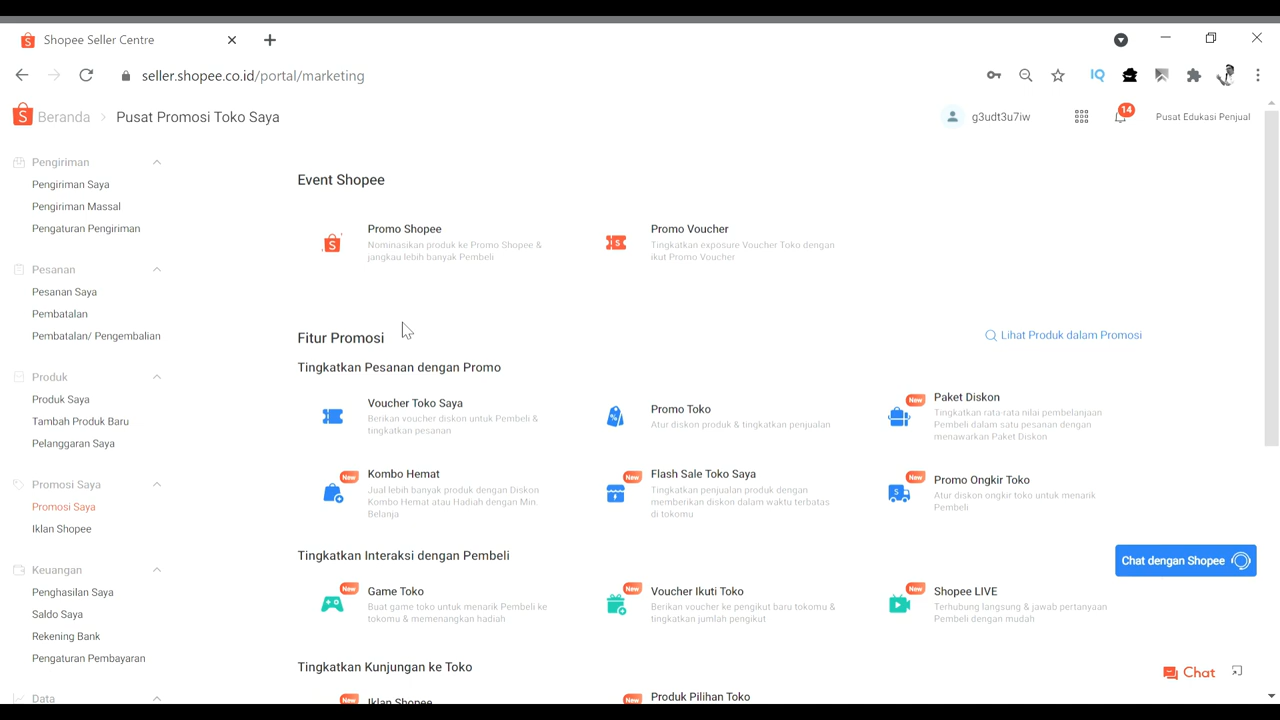 Shopee Seller Centre
seller.shopee.co.id/portal/marketing
IQ
Beranda > Pusat Promosi Toko Saya
g3udt3u7iw
14
Pusat Edukasi Penjual
Pengiriman
Pengiriman Saya
Pengiriman Massal
Pengaturan Pengiriman
Pesanan
Pesanan Saya
Pembatalan
Pembatalan/ Pengembalian
Produk
Produk Saya
Tambah Produk Baru
Pelanggaran Saya
Promosi Saya
Promosi Saya
Iklan Shopee
Keuangan
Penghasilan Saya
Saldo Saya
Rekening Bank
Pengaturan Pembayaran
Data
Event Shopee
Promo Shopee
Nominasikan produk ke Promo Shopee &
jangkau lebih banyak Pembeli
Promo Voucher
Tingkatkan exposure Voucher Toko dengan
ikut Promo Voucher
Fitur Promosi
Lihat Produk dalam Promosi
Tingkatkan Pesanan dengan Promo
Voucher Toko Saya
Berikan voucher diskon untuk Pembeli &
tingkatkan pesanan
Promo Toko
Atur diskon produk & tingkatkan penjualan
New
Paket Diskon
Tingkatkan rata-rata nilai pembelanjaan
Pembeli dalam satu pesanan dengan
menawarkan Paket Diskon
New
Kombo Hemat
Jual lebih banyak produk dengan Diskon
Kombo Hemat atau Hadiah dengan Min.
Belanja
New
Flash Sale Toko Saya
Tingkatkan penjualan produk dengan
memberikan diskon dalam waktu terbatas
di tokomu
New
Promo Ongkir Toko
Atur diskon ongkir toko untuk menarik
Pembeli
Tingkatkan Interaksi dengan Pembeli
Chat dengan Shopee
New
Game Toko
Buat game toko untuk menarik Pembeli ke
tokomu & memenangkan hadiah
New
Voucher Ikuti Toko
Berikan voucher ke pengikut baru tokomu &
tingkatkan jumlah pengikut
New
Shopee LIVE
Terhubung langsung & jawab pertanyaan
Pembeli dengan mudah
Tingkatkan Kunjungan ke Toko
Chat
New
Iklan Shopee
New
Produk Pilihan Toko